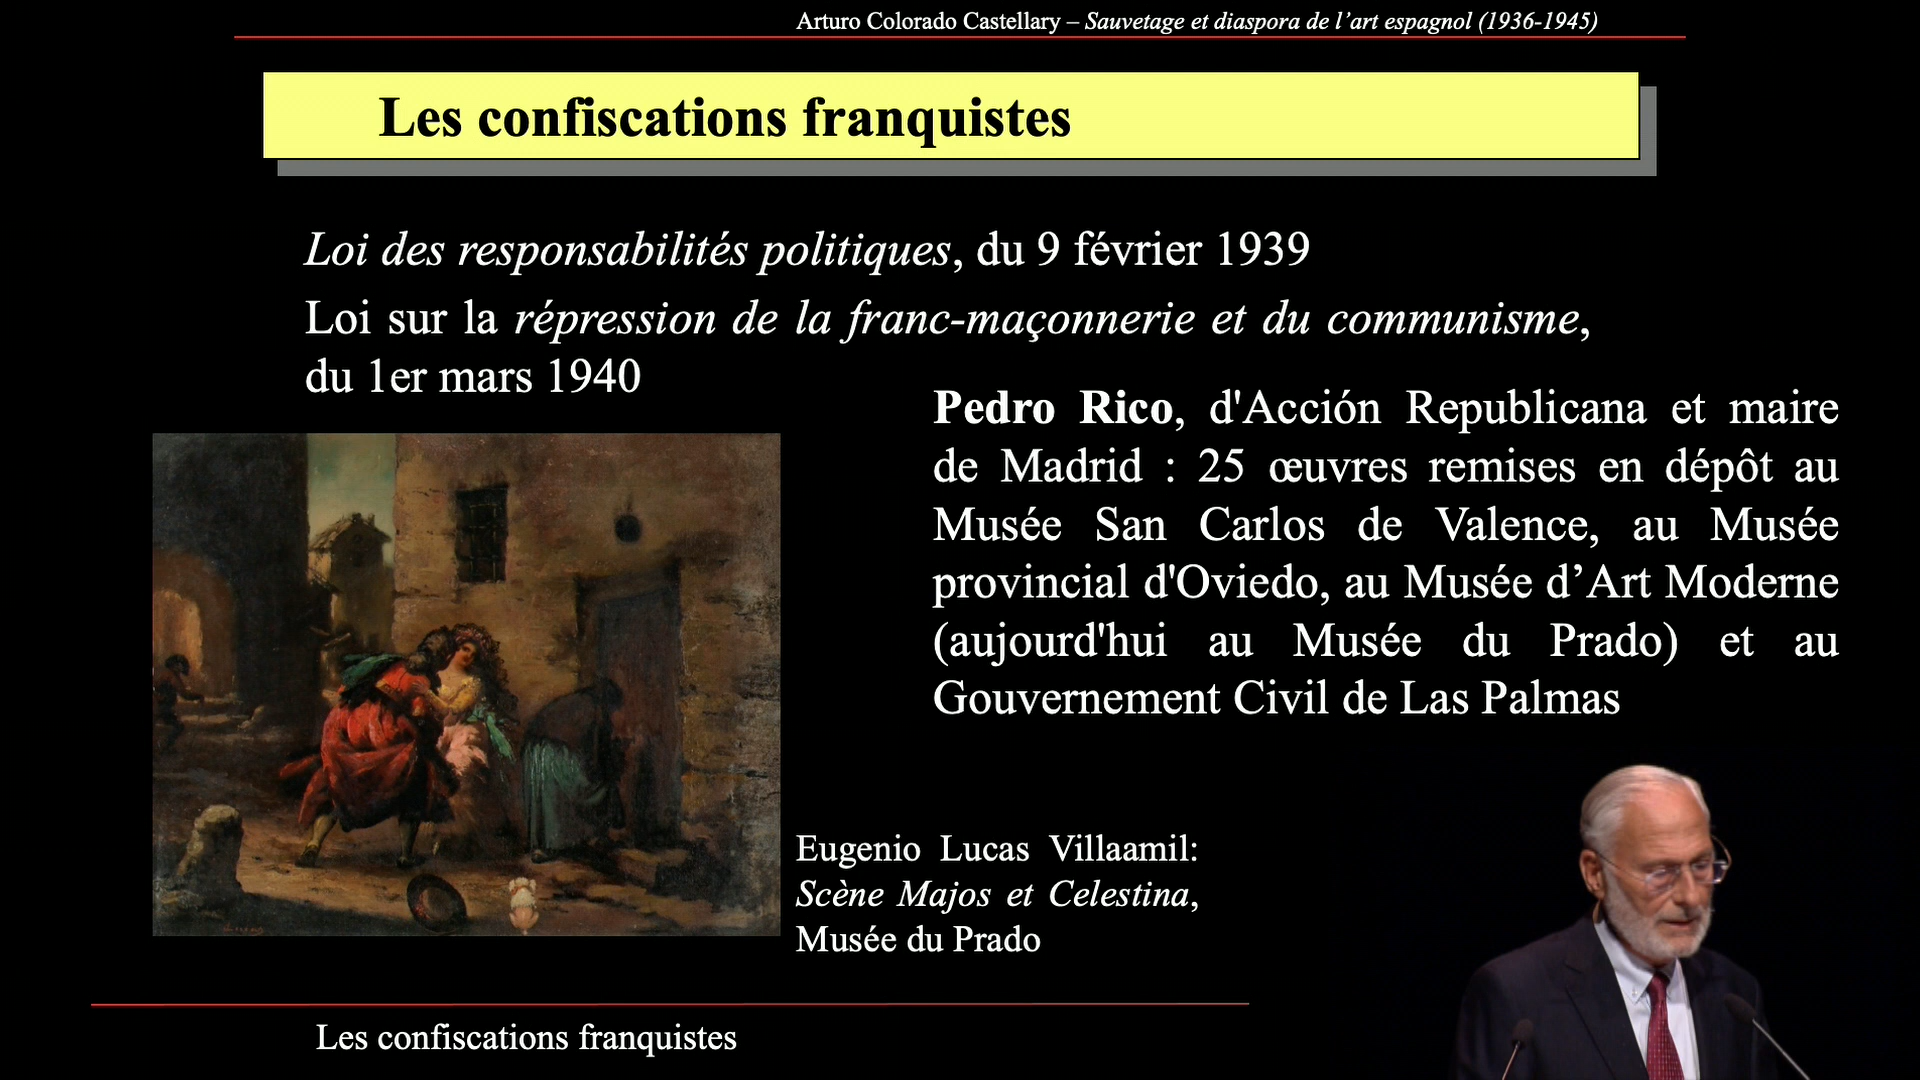 Arturo Colorado Castellary – Sauvetage et diaspora de l’art espagnol (1936-1945)
Les confiscations franquistes
Loi des responsabilités politiques, du 9 février 1939
Loi sur la répression de la franc-maçonnerie et du communisme,
du 1er mars 1940
Pedro Rico, d'Acción Republicana et maire
de Madrid : 25 œuvres remises en dépôt au
Musée San Carlos de Valence, au Musée
provincial d'Oviedo, au Musée d’Art Moderne
(aujourd'hui au Musée du Prado) et au
Gouvernement Civil de Las Palmas
Eugenio Lucas Villaamil:
Scène Majos et Celestina,
Musée du Prado
Les confiscations franquistes